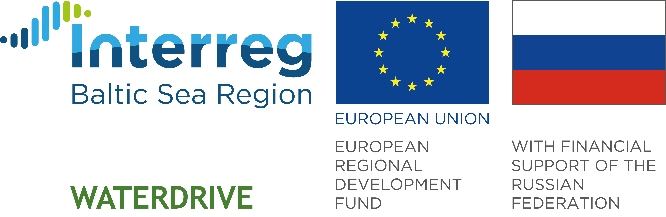 Interreg
Baltic Sea Region
WATERDRIVE
EUROPEAN UNION
EUROPEAN
REGIONAL
DEVELOPMENT
FUND
WITH FINANCIAL
SUPPORT OF THE
RUSSIAN
FEDERATION